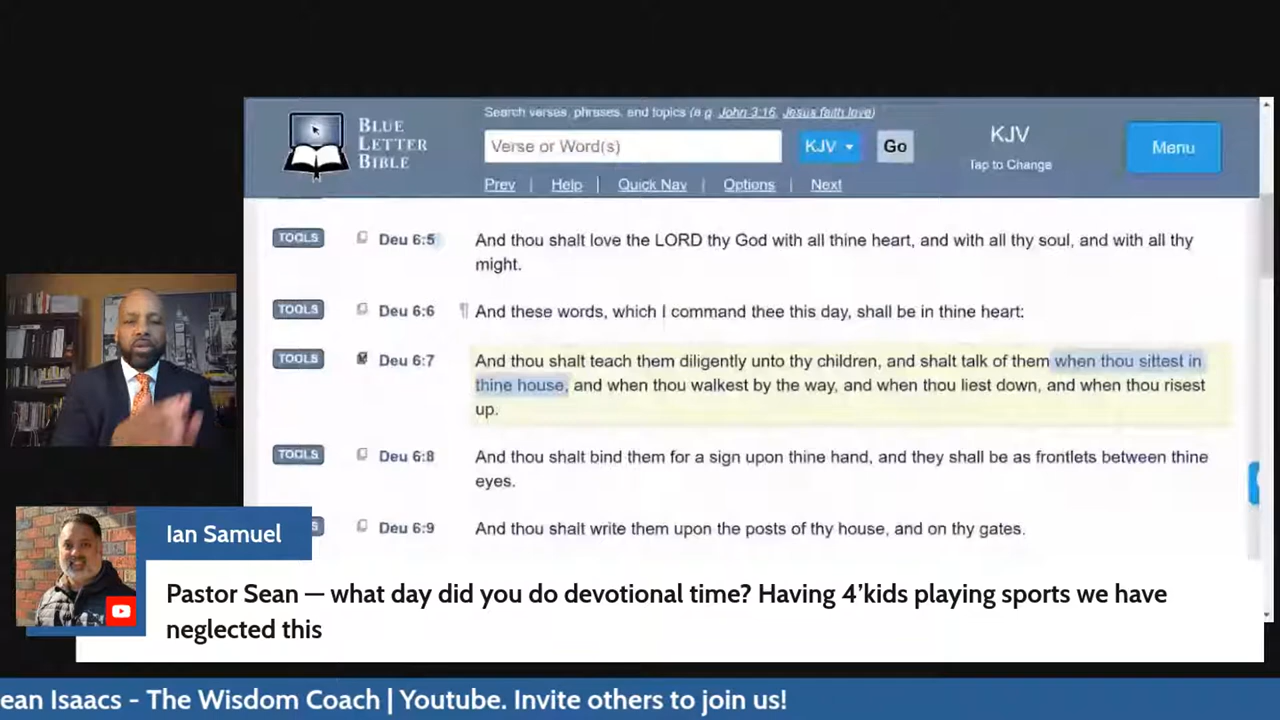 Search verses, phrases, and topics (e.g. John 3:16, Jesus faith love)
BLUE
LETTER
BIBLE
Verse or Word(s)
KJV
Go
KJV
Tap to Change
Menu
Prev | Help | Quick Nav | Options | Next
TOOLS Deu 6:5 And thou shalt love the LORD thy God with all thine heart, and with all thy soul, and with all thy
might.
TOOLS Deu 6:6 ¶ And these words, which I command thee this day, shall be in thine heart:
TOOLS Deu 6:7 And thou shalt teach them diligently unto thy children, and shalt talk of them when thou sittest in
thine house, and when thou walkest by the way, and when thou liest down, and when thou risest
up.
TOOLS Deu 6:8 And thou shalt bind them for a sign upon thine hand, and they shall be as frontlets between thine
eyes.
S Deu 6:9 And thou shalt write them upon the posts of thy house, and on thy gates.
Ian Samuel
Pastor Sean — what day did you do devotional time? Having 4’kids playing sports we have
neglected this
ean Isaacs - The Wisdom Coach | Youtube. Invite others to join us!